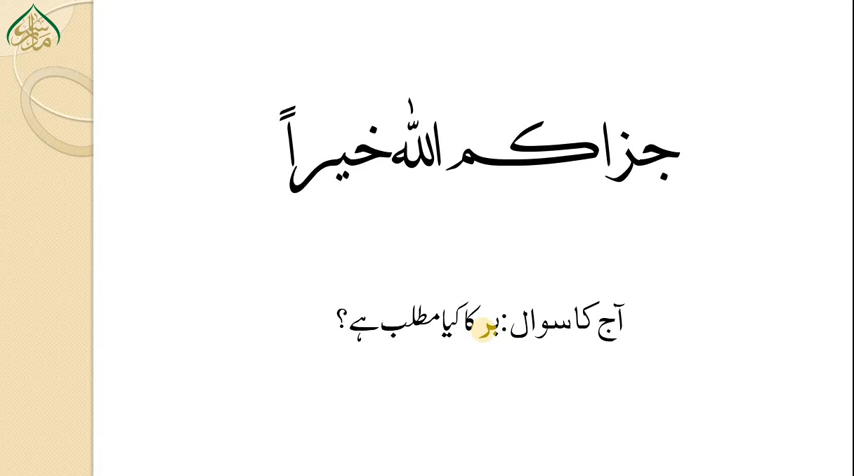 جزاکم اللہ خیراً
آج کا سوال: بر کا کیا مطلب ہے؟